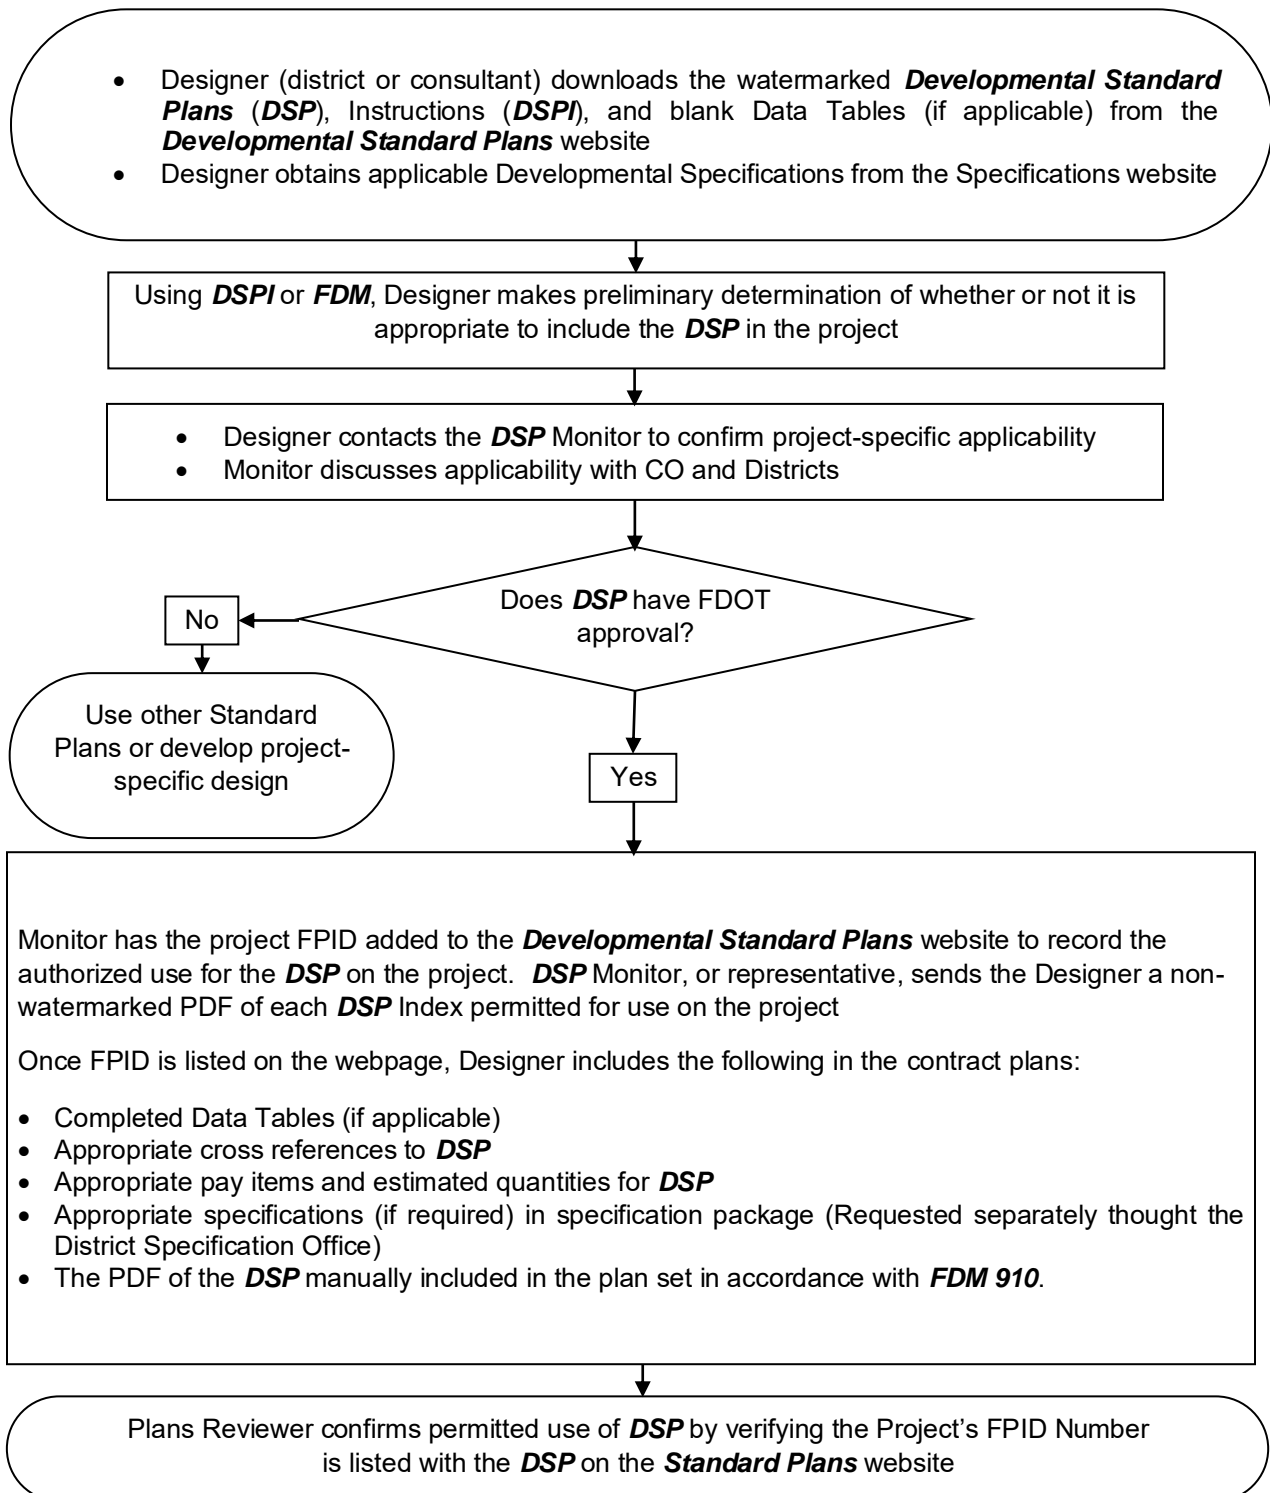 • Designer (district or consultant) downloads the watermarked Developmental Standard
Plans (DSP), Instructions (DSPI), and blank Data Tables (if applicable) from the
Developmental Standard Plans website
• Designer obtains applicable Developmental Specifications from the Specifications website
Using DSPI or FDM, Designer makes preliminary determination of whether or not it is
appropriate to include the DSP in the project
• Designer contacts the DSP Monitor to confirm project-specific applicability
• Monitor discusses applicability with CO and Districts
Does DSP have FDOT
approval?
No
Use other Standard
Plans or develop project-
specific design
Yes
Monitor has the project FPID added to the Developmental Standard Plans website to record the
authorized use for the DSP on the project. DSP Monitor, or representative, sends the Designer a non-
watermarked PDF of each DSP Index permitted for use on the project
Once FPID is listed on the webpage, Designer includes the following in the contract plans:
• Completed Data Tables (if applicable)
• Appropriate cross references to DSP
• Appropriate pay items and estimated quantities for DSP
• Appropriate specifications (if required) in specification package (Requested separately thought the
District Specification Office)
• The PDF of the DSP manually included in the plan set in accordance with FDM 910.
Plans Reviewer confirms permitted use of DSP by verifying the Project's FPID Number
is listed with the DSP on the Standard Plans website